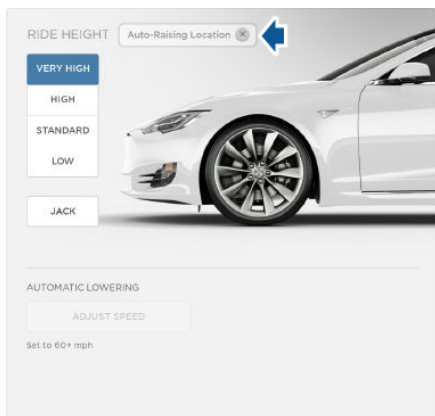 RIDE HEIGHT
Auto-Raising Location
VERY HIGH
HIGH
STANDARD
LOW
JACK
AUTOMATIC LOWERING
ADJUST SPEED
Set to 60+ mph